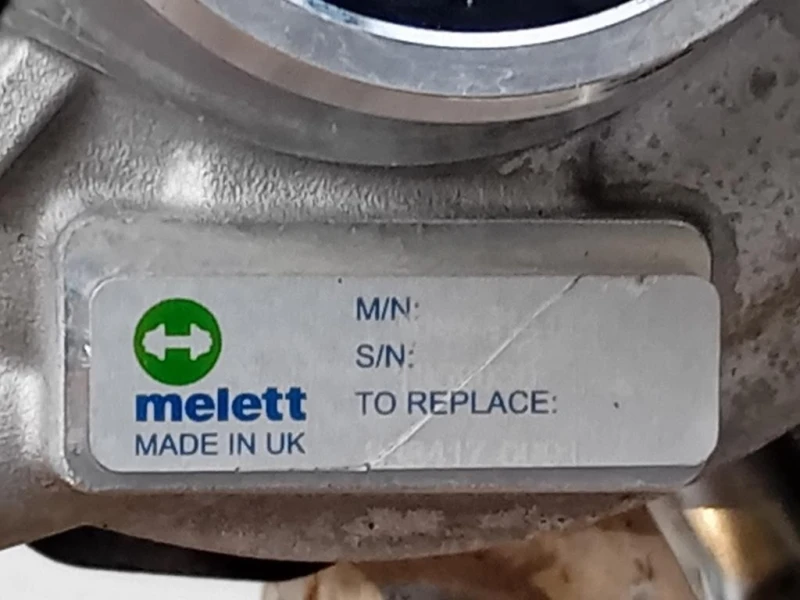 melett
MADE IN UK
M/N:
S/N:
TO REPLACE: